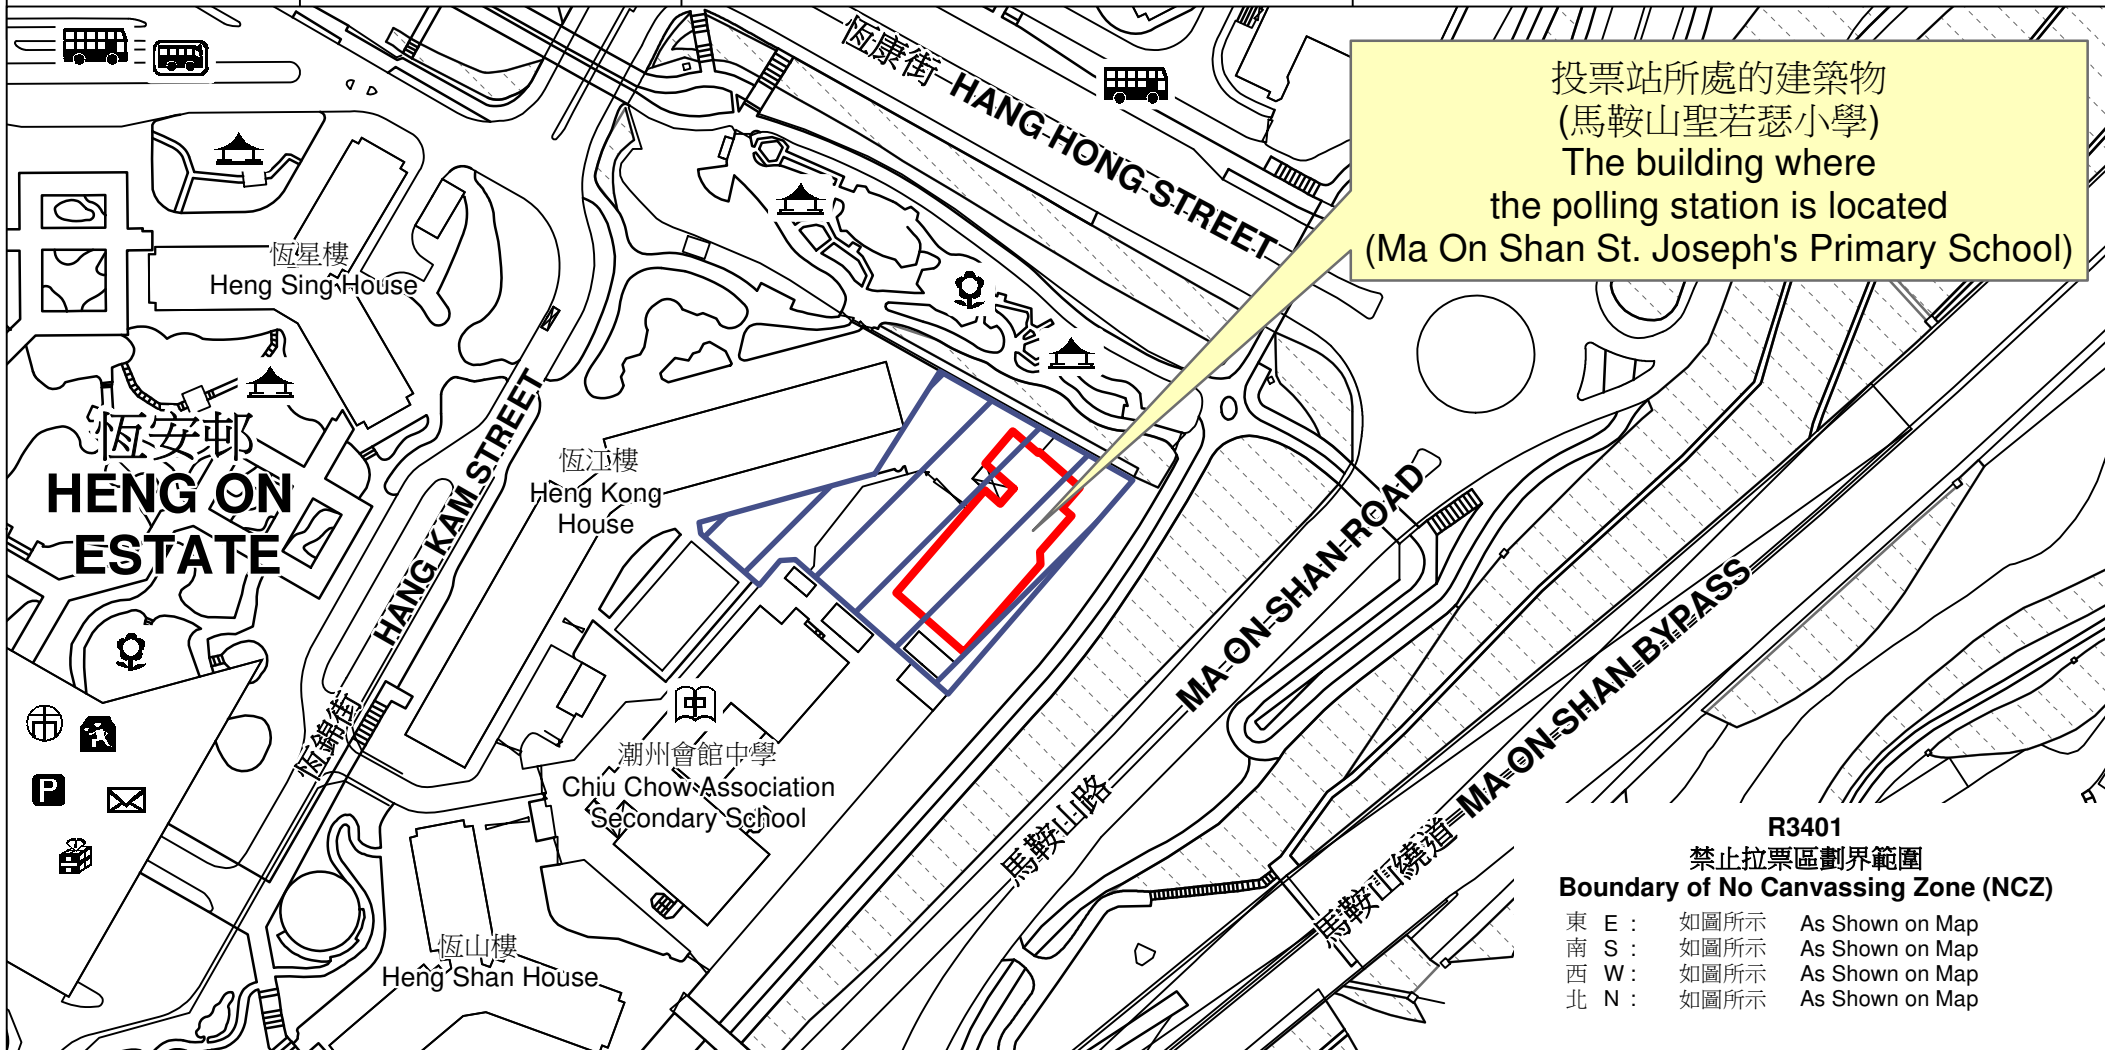 恆康街 HANG HONG STREET
投票站所處的建築物
(馬鞍山聖若瑟小學)
The building where
the polling station is located
(Ma On Shan St. Joseph's Primary School)
恆星樓
Heng Sing House
恆安邨
HENG ON
ESTATE
HANG KAM STREET
恆錦街
恆江樓
Heng Kong
House
MA ON SHAN ROAD
馬鞍山路
MA ON SHAN BYPASS
馬鞍山繞道
中
潮州會館中學
Chiu Chow Association
Secondary School
市
P
恆山樓
Heng Shan House
R3401
禁止拉票區劃界範圍
Boundary of No Canvassing Zone (NCZ)
東 E : 如圖所示 As Shown on Map
南 S : 如圖所示 As Shown on Map
西 W : 如圖所示 As Shown on Map
北 N : 如圖所示 As Shown on Map